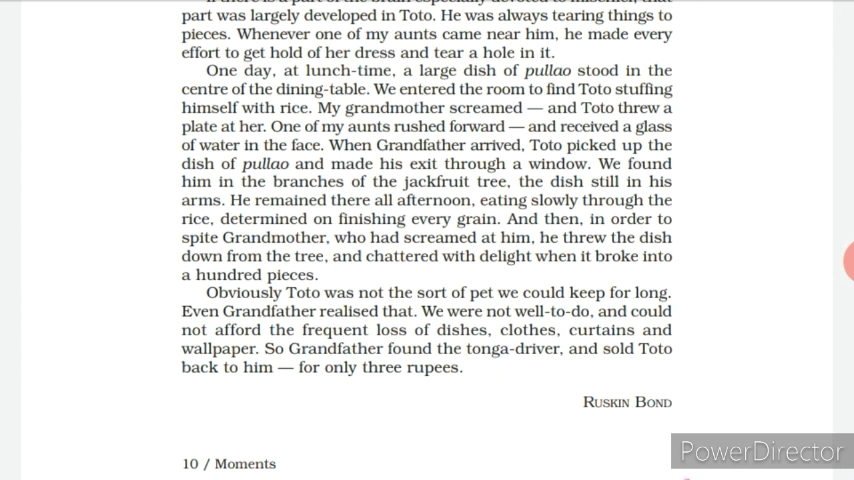 part was largely developed in Toto. He was always tearing things to
pieces. Whenever one of my aunts came near him, he made every
effort to get hold of her dress and tear a hole in it.
One day, at lunch-time, a large dish of pullao stood in the
centre of the dining-table. We entered the room to find Toto stuffing
himself with rice. My grandmother screamed — and Toto threw a
plate at her. One of my aunts rushed forward — and received a glass
of water in the face. When Grandfather arrived, Toto picked up the
dish of pullao and made his exit through a window. We found
him in the branches of the jackfruit tree, the dish still in his
arms. He remained there all afternoon, eating slowly through the
rice, determined on finishing every grain. And then, in order to
spite Grandmother, who had screamed at him, he threw the dish
down from the tree, and chattered with delight when it broke into
a hundred pieces.
Obviously Toto was not the sort of pet we could keep for long.
Even Grandfather realised that. We were not well-to-do, and could
not afford the frequent loss of dishes, clothes, curtains and
wallpaper. So Grandfather found the tonga-driver, and sold Toto
back to him — for only three rupees.
RUSKIN BOND
10 / Moments
PowerDirector